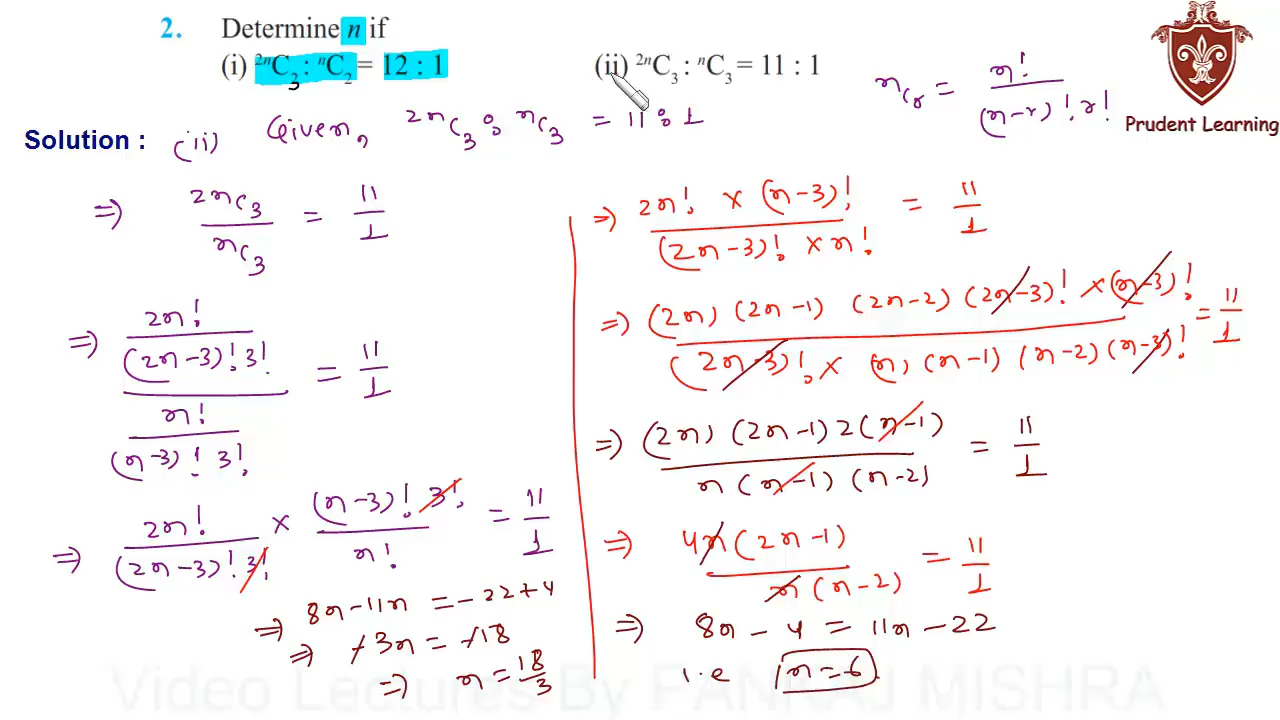 2. Determine n if
(i) ²ⁿC₃ : ⁿC₂ = 12 : 1 (ii) ²ⁿC₃ : ⁿC₃ = 11 : 1
3
nCr = n! / (n-r)! r!
Prudent Learning
Solution : (ii) Given, 2nC3 : nC3 = 11 : 1
⇒ 2nC3 / nC3 = 11/1
⇒ (2n! / (2n-3)! 3!) / (n! / (n-3)! 3!) = 11/1
⇒ 2n! / (2n-3)! 3! × (n-3)! 3! / n! = 11/1
⇒ 2n! × (n-3)! / (2n-3)! × n! = 11/1
⇒ (2n) (2n-1) (2n-2) (2n-3)! × (n-3)! / (2n-3)! × (n) (n-1) (n-2) (n-3)! = 11/1
⇒ (2n) (2n-1) 2 (n-1) / n (n-1) (n-2) = 11/1
⇒ 4n (2n-1) / n (n-2) = 11/1
⇒ 8n - 4 = 11n - 22
⇒ 8n - 11n = -22 + 4
⇒ -3n = -18
⇒ n = 18/3
i.e n = 6
Video Lectures By PANKAJ MISHRA